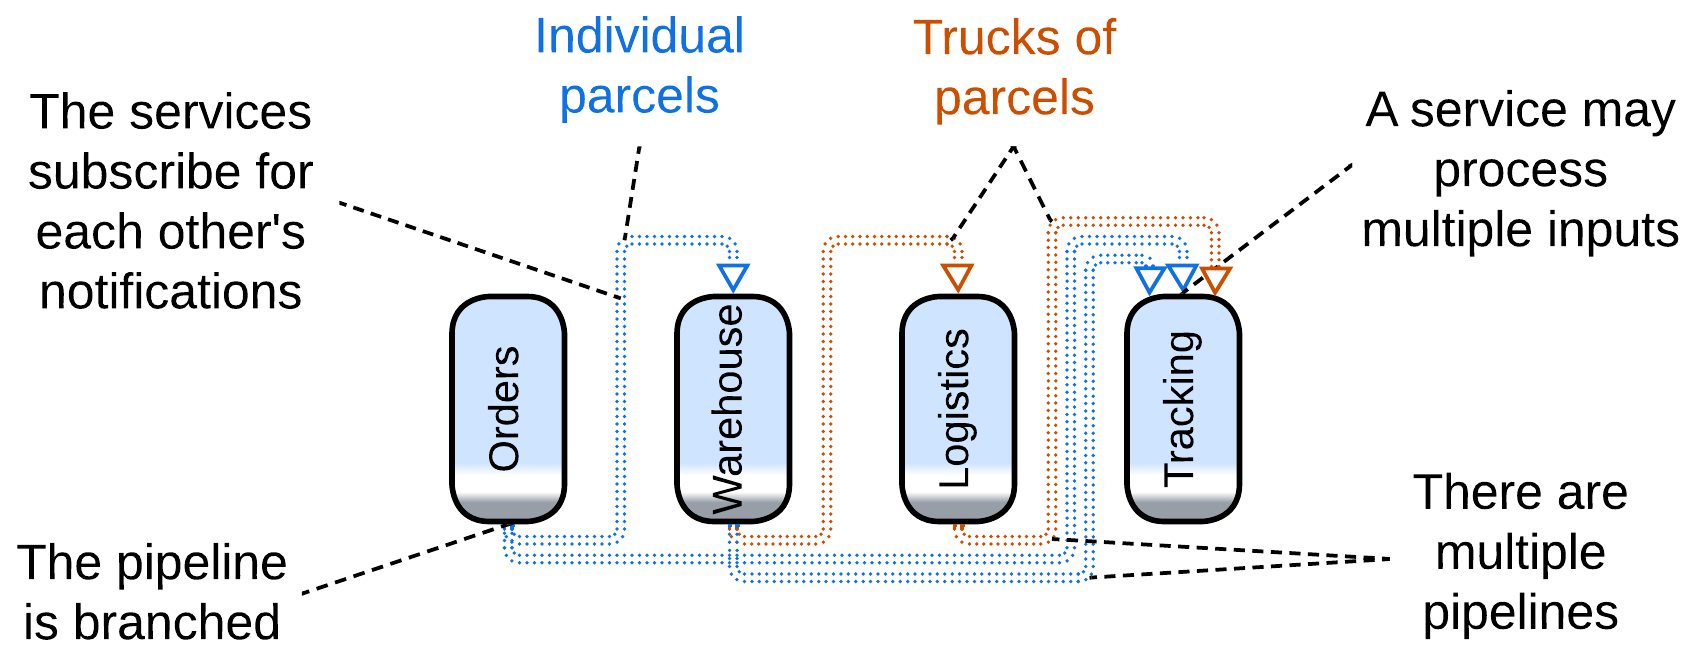 Individual
parcels
Trucks of
parcels
The services
subscribe for
each other's
notifications
A service may
process
multiple inputs
Orders
Warehouse
Logistics
Tracking
The pipeline
is branched
There are
multiple
pipelines